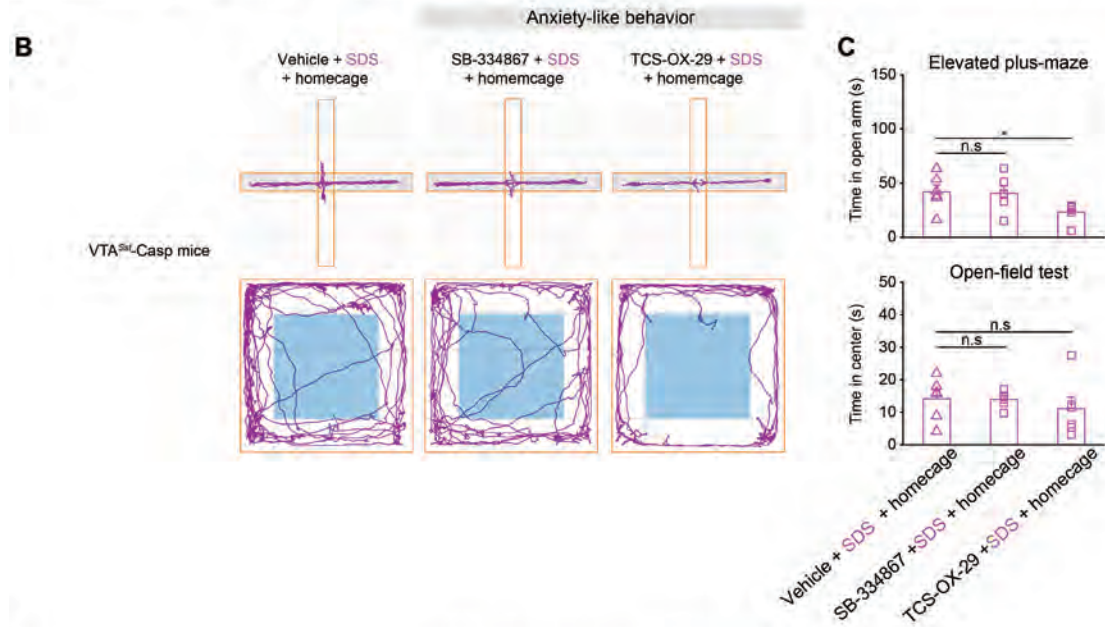 Anxiety-like behavior
B
Vehicle + SDS
+ homecage
SB-334867 + SDS
+ homemcage
TCS-OX-29 + SDS
+ homemcage
VTASst-Casp mice
C
Elevated plus-maze
Time in open arm (s)
150
100
50
0
*
n.s
Open-field test
Time in center (s)
50
40
30
20
10
0
n.s
n.s
Vehicle + SDS + homecage
SB-334867 +SDS + homecage
TCS-OX-29 +SDS + homecage